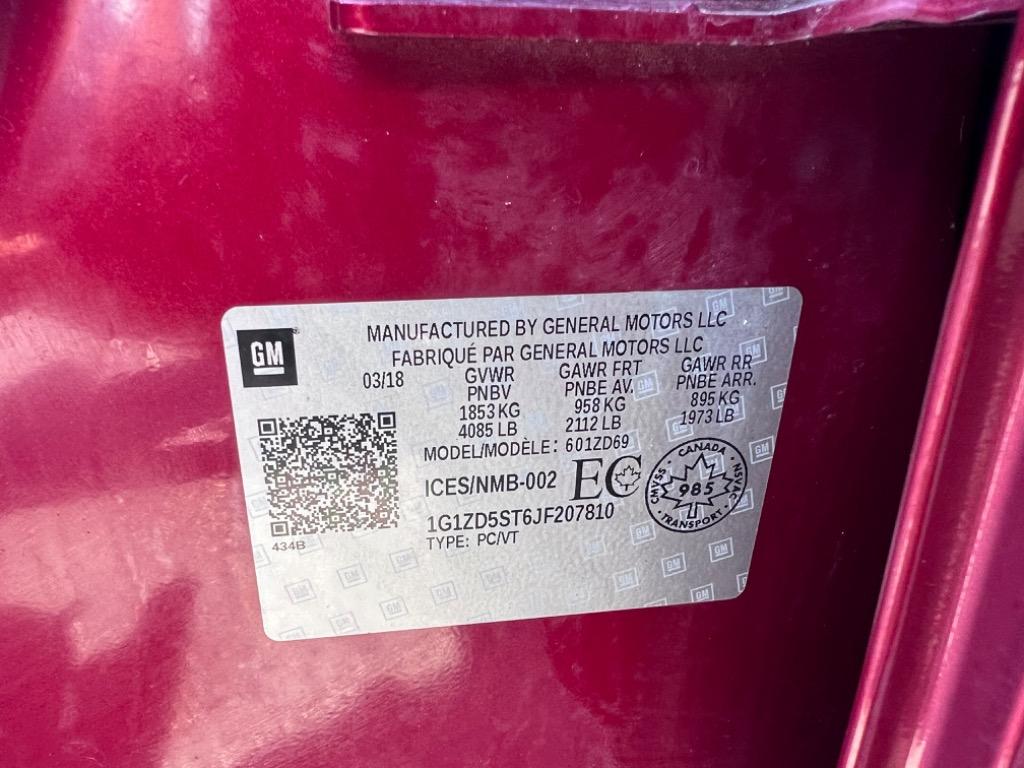 GM
MANUFACTURED BY GENERAL MOTORS LLC
FABRIQUÉ PAR GENERAL MOTORS LLC
03/18 GVWR GAWR FRT GAWR RR
PNBV PNBE AV. PNBE ARR.
1853 KG 958 KG 895 KG
4085 LB 2112 LB 1973 LB
MODEL/MODÈLE: 601ZD69
ICES/NMB-002 EC
CANADA
CMVSS 985 NSVAC
TRANSPORT
1G1ZD5ST6JF207810
TYPE: PC/VT
434B